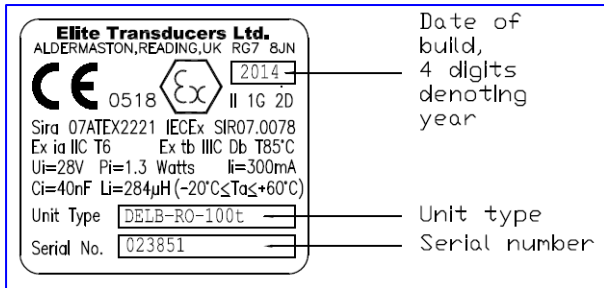 Elite Transducers Ltd.
ALDERMASTON,READING,UK RG7 8JN
CE 0518 Ex 2014
II 1G 2D
Sira 07ATEX2221 IECEx SIR07.0078
Ex ia IIC T6 Ex tb IIIC Db T85°C
Ui=28V Pi=1.3 Watts Ii=300mA
Ci=40nF Li=284µH (-20°C≤Ta≤+60°C)
Unit Type DELB-RO-100t
Serial No. 023851
Date of
build,
4 digits
denoting
year
Unit type
Serial number